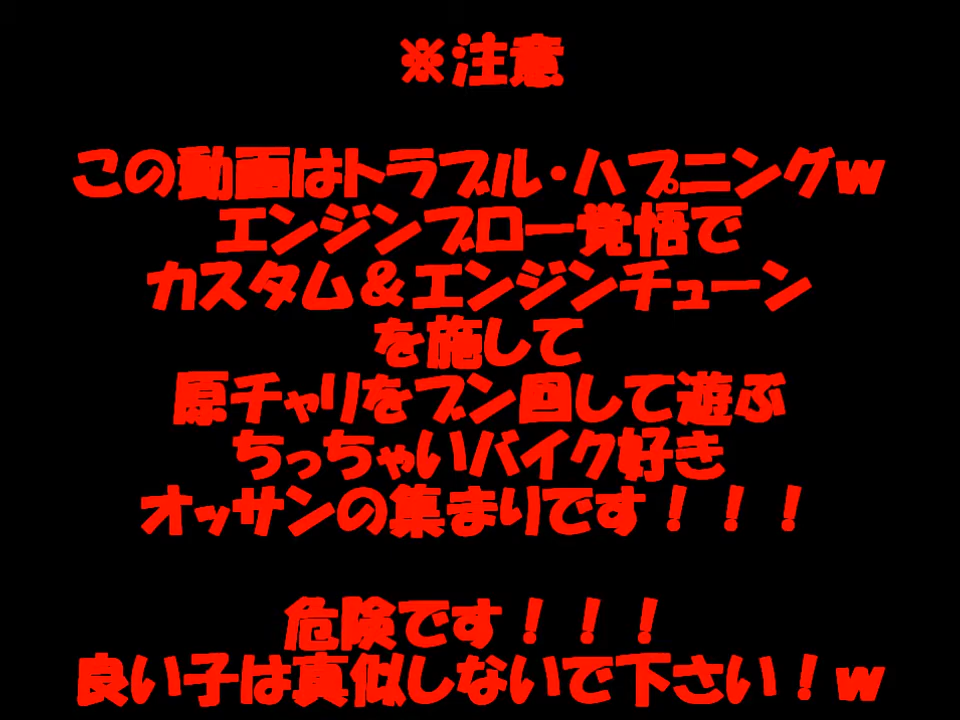 ※注意
この動画はトラブル・ハプニングｗ
エンジンブロー覚悟で
カスタム＆エンジンチューン
を施して
原チャリをブン回して遊ぶ
ちっちゃいバイク好き
オッサンの集まりです！！！
危険です！！！
良い子は真似しないで下さい！ｗ